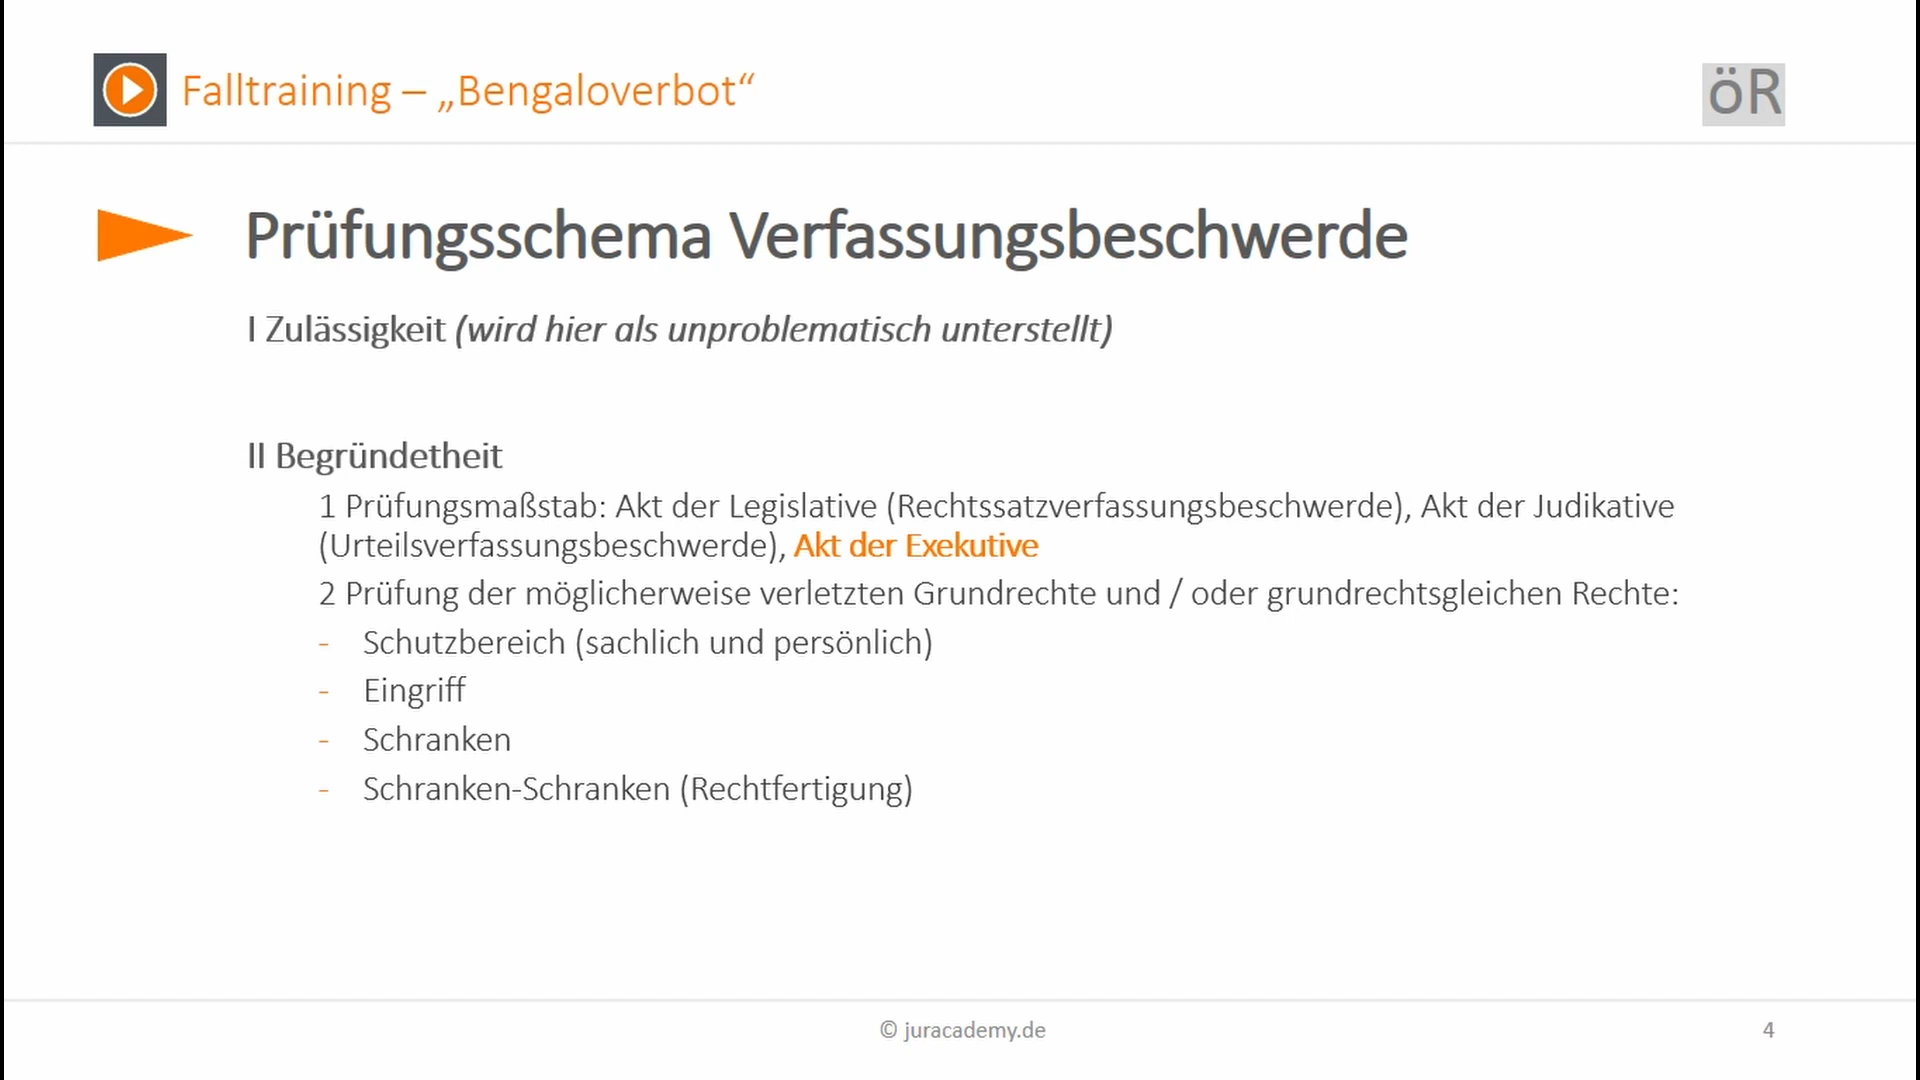 Falltraining – „Bengaloverbot“
öR
Prüfungsschema Verfassungsbeschwerde
I Zulässigkeit (wird hier als unproblematisch unterstellt)
II Begründetheit
1 Prüfungsmaßstab: Akt der Legislative (Rechtssatzverfassungsbeschwerde), Akt der Judikative
(Urteilsverfassungsbeschwerde), Akt der Exekutive
2 Prüfung der möglicherweise verletzten Grundrechte und / oder grundrechtsgleichen Rechte:
- Schutzbereich (sachlich und persönlich)
- Eingriff
- Schranken
- Schranken-Schranken (Rechtfertigung)
© juracademy.de
4